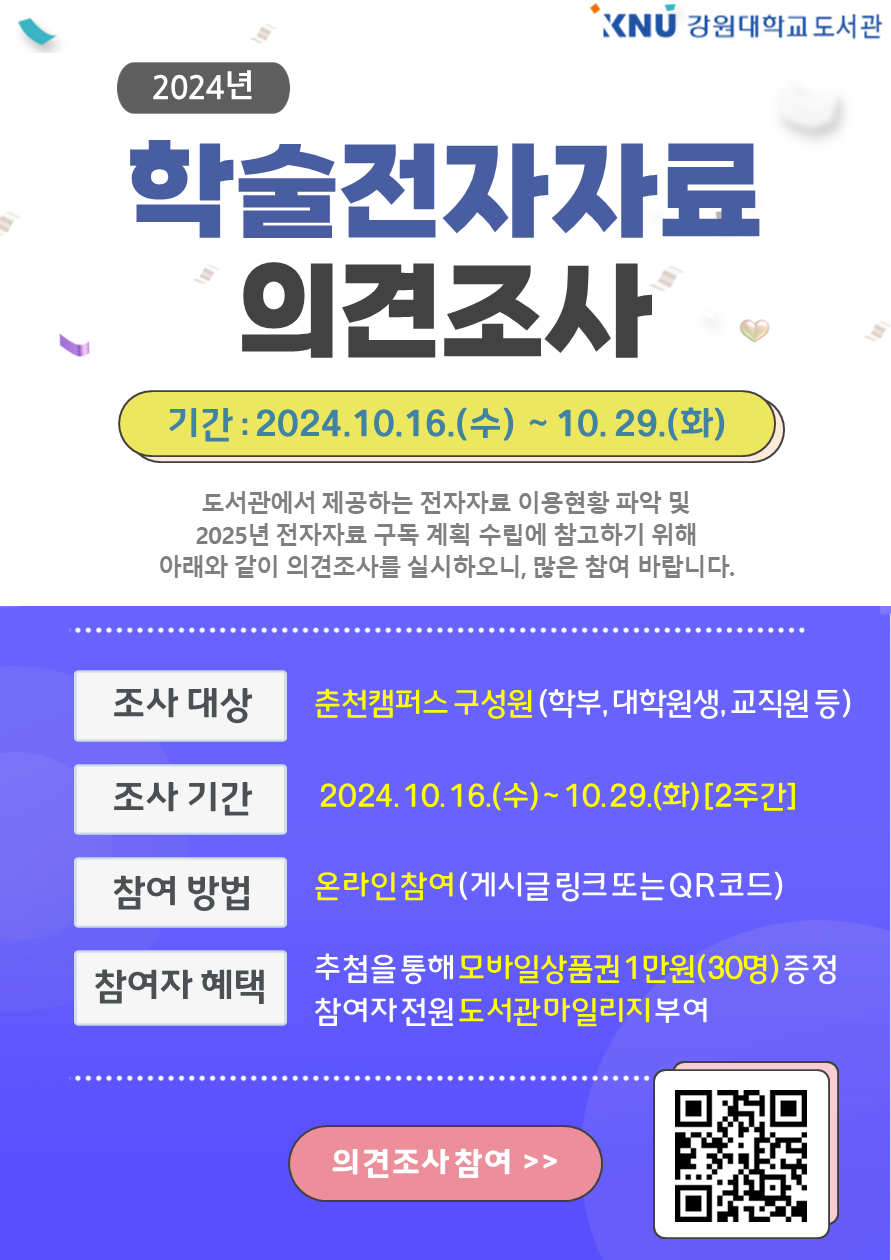 KNU 강원대학교도서관
2024년
학술전자자료
의견조사
기간 : 2024.10.16.(수) ~ 10. 29.(화)
도서관에서 제공하는 전자자료 이용현황 파악 및
2025년 전자자료 구독 계획 수립에 참고하기 위해
아래와 같이 의견조사를 실시하오니, 많은 참여 바랍니다.
조사 대상
춘천캠퍼스 구성원 (학부, 대학원생, 교직원 등)
조사 기간
2024. 10. 16.(수) ~ 10. 29.(화) [2주간]
참여 방법
온라인 참여 (게시글 링크 또는 QR 코드)
참여자 혜택
추첨을 통해 모바일상품권 1만원(30명) 증정
참여자 전원 도서관 마일리지 부여
의견조사 참여 >>